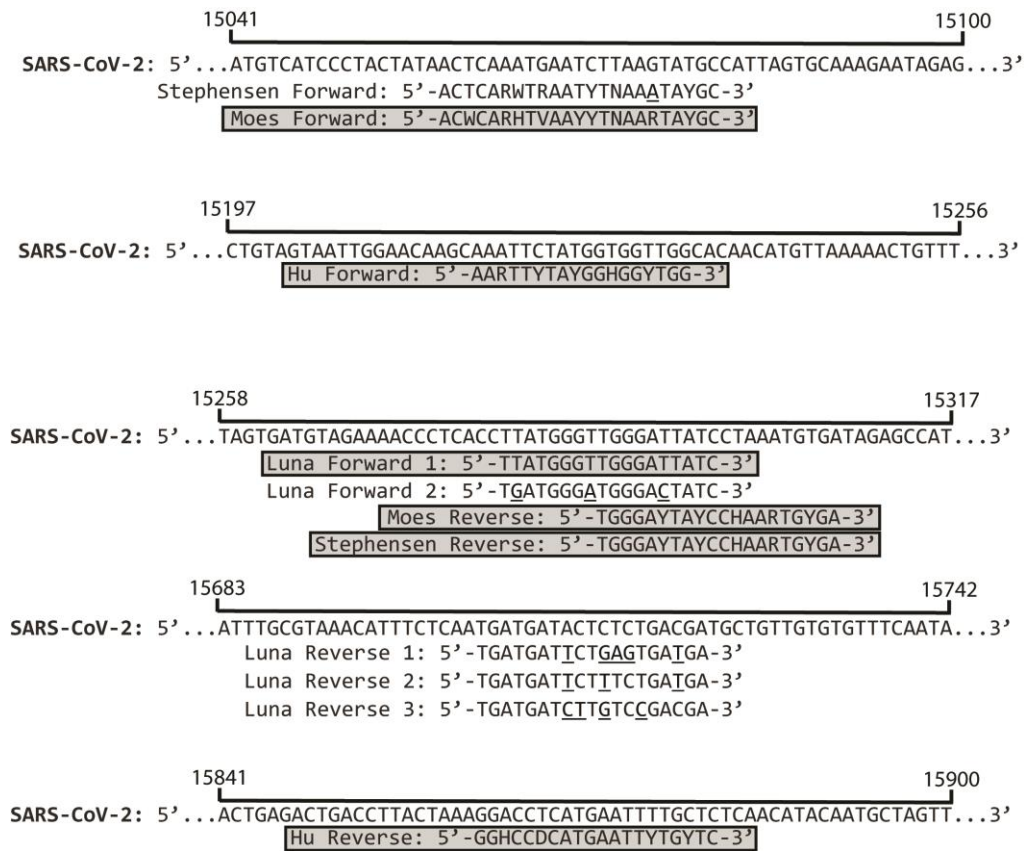 15041 15100
SARS-CoV-2: 5’...ATGTCATCCCTACTATAACTCAAATGAATCTTAAGTATGCCATTAGTGCAAAGAATAGAG...3’
Stephensen Forward: 5’-ACTCARWTRAATYTNAAATAYGC-3’
Moes Forward: 5’-ACWCARHTVAAYYTNAARTAYGC-3’
15197 15256
SARS-CoV-2: 5’...CTGTAGTAATTGGAACAAGCAAATTCTATGGTGGTTGGCACAACATGTTAAAAACTGTTT...3’
Hu Forward: 5’-AARTTYTAYGGHGGYTGG-3’
15258 15317
SARS-CoV-2: 5’...TAGTGATGTAGAAAACCCTCACCTTATGGGTTGGGATTATCCTAAATGTGATAGAGCCAT...3’
Luna Forward 1: 5’-TTATGGGTTGGGATTATC-3’
Luna Forward 2: 5’-TGATGGGATGGGACTATC-3’
Moes Reverse: 5’-TGGGAYTAYCCHAARTGYGA-3’
Stephensen Reverse: 5’-TGGGAYTAYCCHAARTGYGA-3’
15683 15742
SARS-CoV-2: 5’...ATTTGCGTAAACATTTCTCAATGATGATACTCTCTGACGATGCTGTTGTGTGTTTCAATA...3’
Luna Reverse 1: 5’-TGATGATTCTGAGTGATGA-3’
Luna Reverse 2: 5’-TGATGATTCTTTCTGATGA-3’
Luna Reverse 3: 5’-TGATGATCTTGTCCGACGA-3’
15841 15900
SARS-CoV-2: 5’...ACTGAGACTGACCTTACTAAAGGACCTCATGAATTTTGCTCTCAACATACAATGCTAGTT...3’
Hu Reverse: 5’-GGHCCDCATGAATTYTGYTC-3’